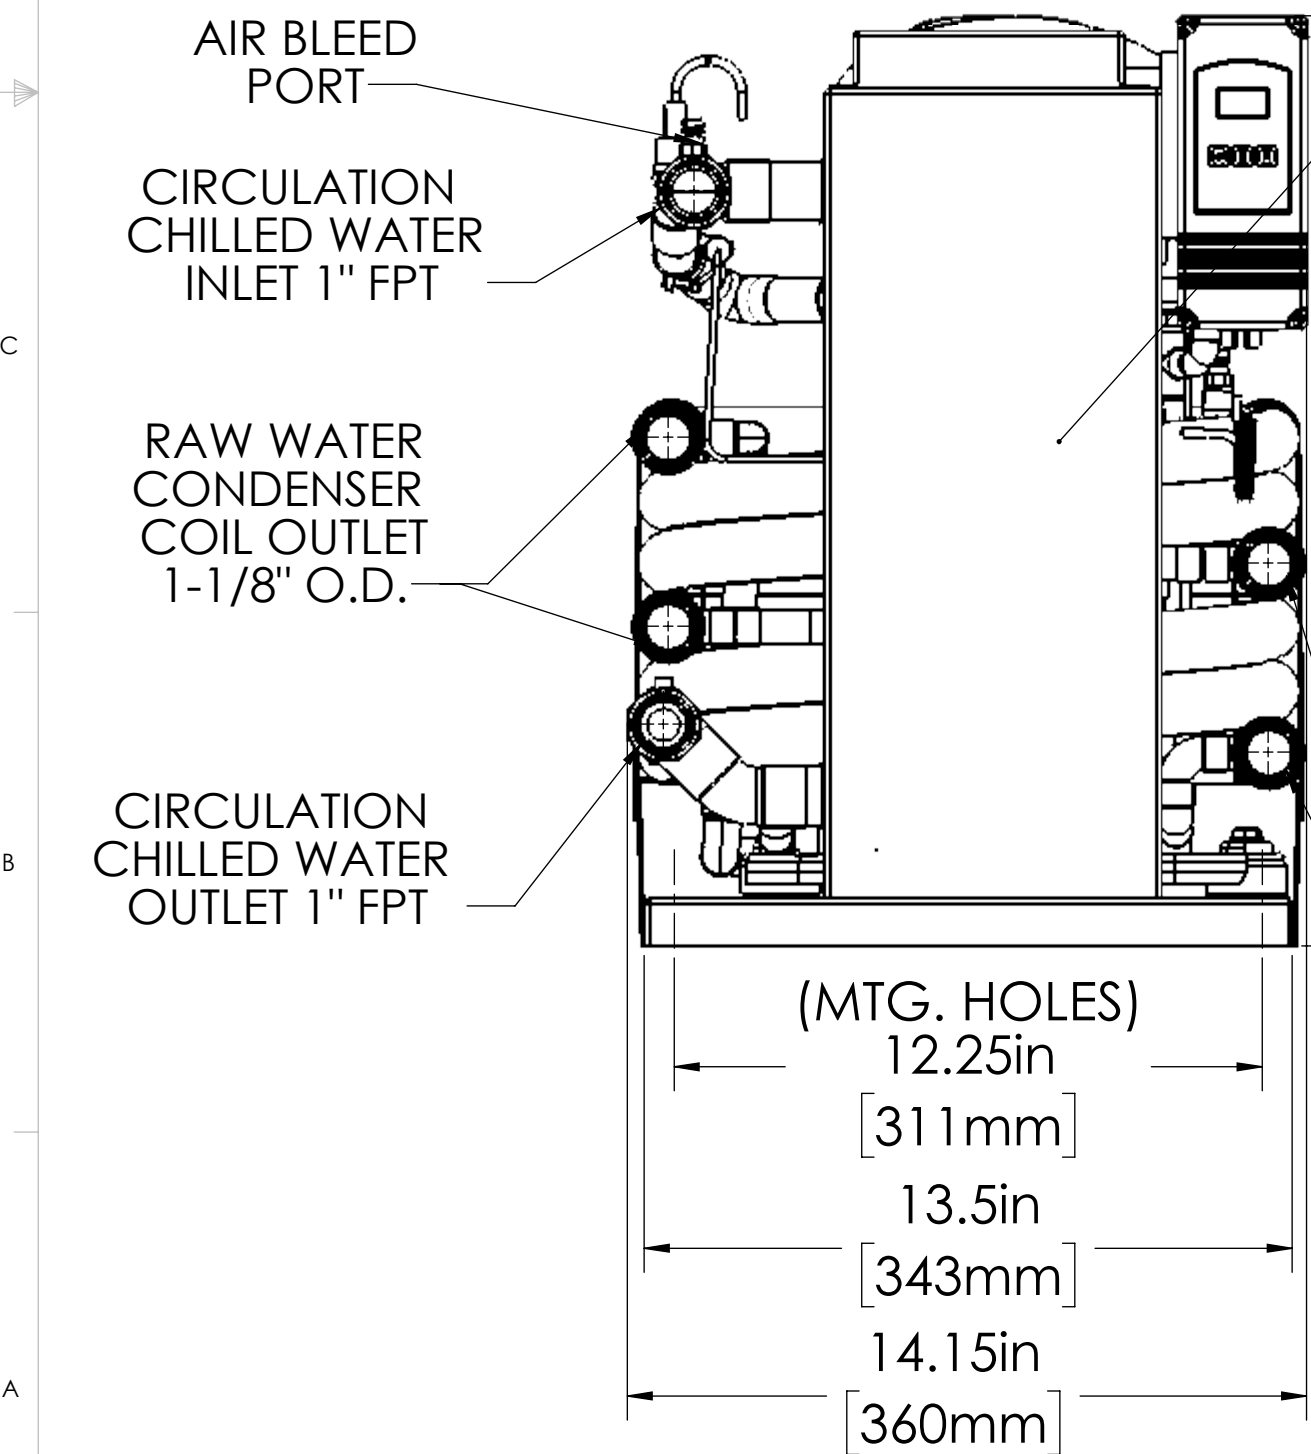 AIR BLEED
PORT
CIRCULATION
CHILLED WATER
INLET 1" FPT
C
RAW WATER
CONDENSER
COIL OUTLET
1-1/8" O.D.
CIRCULATION
CHILLED WATER
OUTLET 1" FPT
B
(MTG. HOLES)
12.25in
[311mm]
13.5in
[343mm]
14.15in
[360mm]
A